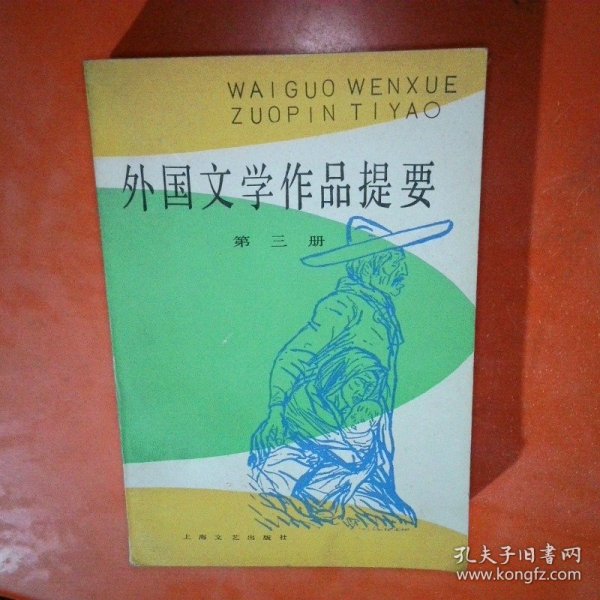 WAIGUO WENXUE
ZUOPIN TIYAO
外国文学作品提要
第三册
上海文艺出版社
孔夫子旧书网
www.kongfz.com